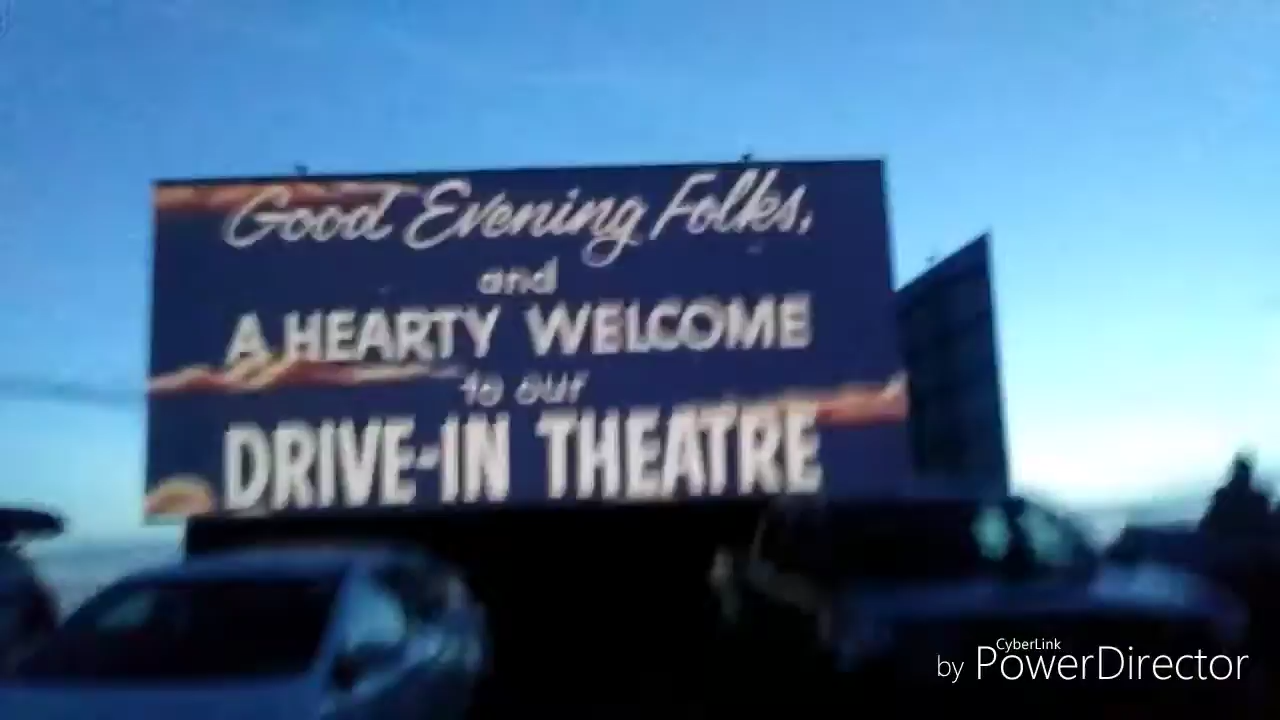 Good Evening Folks,
and
A HEARTY WELCOME
to our
DRIVE-IN THEATRE
CyberLink
by PowerDirector